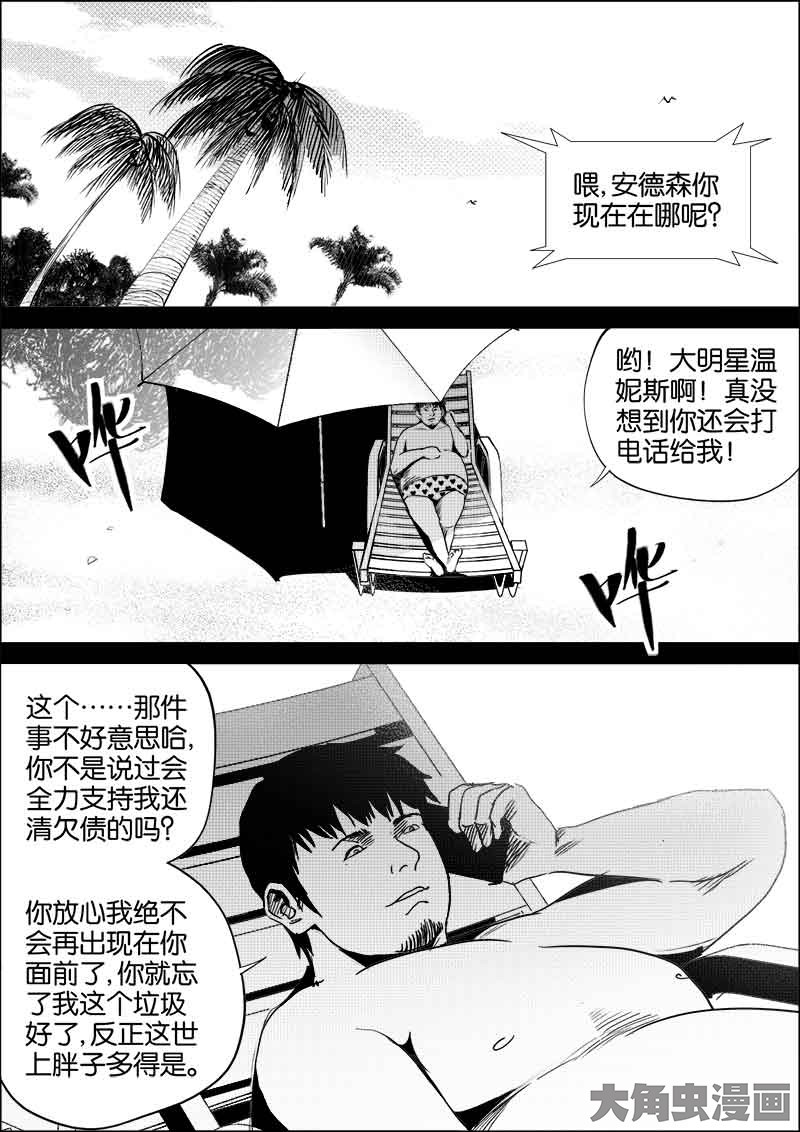 喂,安德森你
现在在哪呢?
哟!大明星温
妮斯啊!真没
想到你还会打
电话给我!
哗
哗
这个……那件
事不好意思哈,
你不是说过会
全力支持我还
清欠债的吗?
你放心我绝不
会再出现在你
面前了,你就忘
了我这个垃圾
好了,反正这世
上胖子多得是。
大角虫漫画